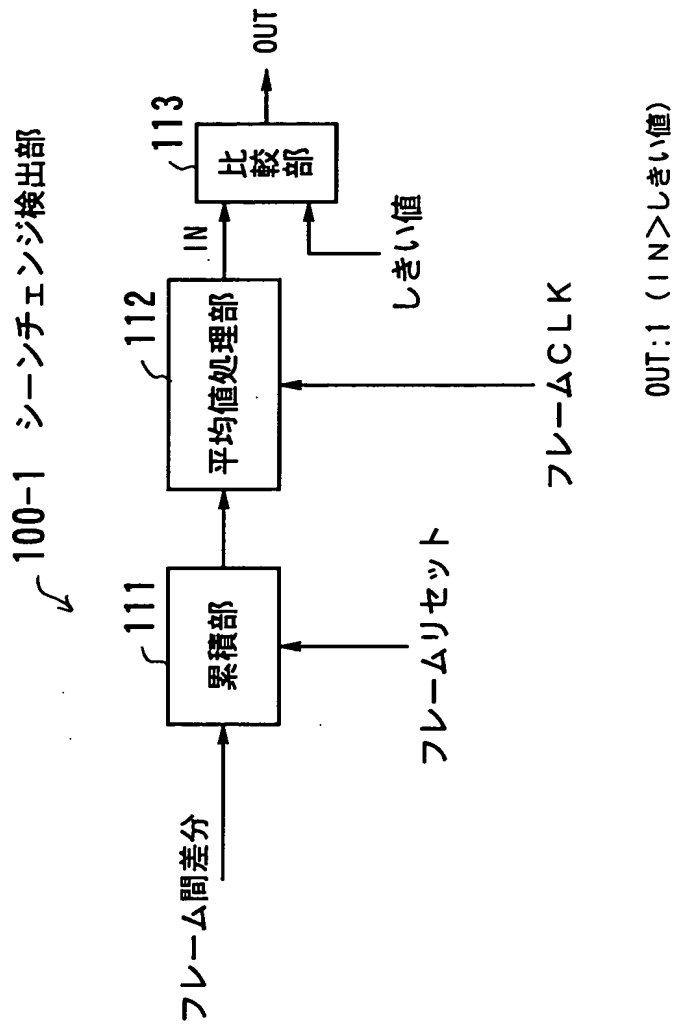 100-1 シーンチェンジ検出部
フレーム間差分
111
累積部
フレームリセット
112
平均値処理部
フレームCLK
IN
113
比較部
しきい値
OUT
OUT:1 (IN>しきい値)